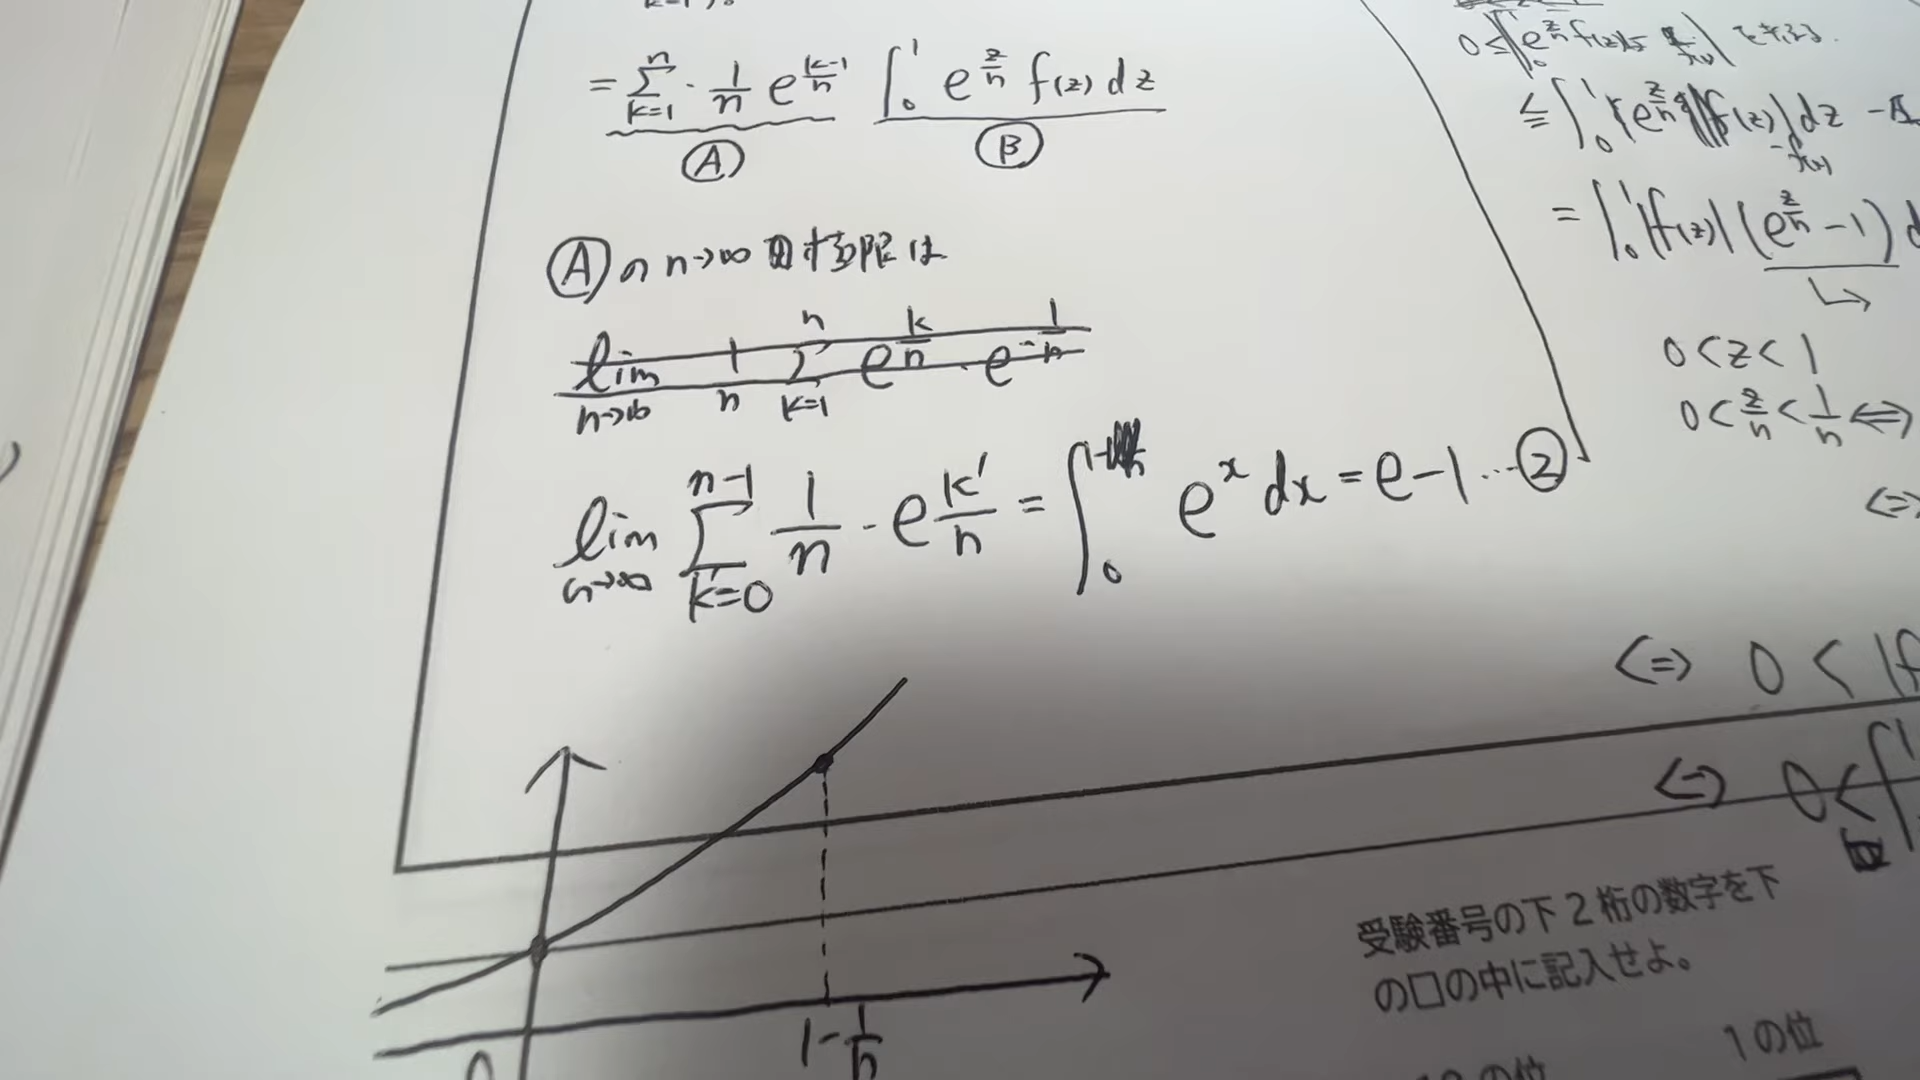 = Σ_{k=1}^{n} · 1/n e^{(k-1)/n} ∫_0^1 e^{z/n} f(z) dz
Ⓐ Ⓑ
Ⓐの n→∞ 極限は
lim_{n→∞} 1/n Σ_{k=1}^{n} e^{k/n} · e^{-1/n}
lim_{n→∞} Σ_{k'=0}^{n-1} 1/n · e^{k'/n} = ∫_0^1 e^x dx = e-1 … ②
1 - 1/n
0
= ∫_0^1 |f(z)| (e^{z/n} - 1) d
0 < z < 1
0 < z/n < 1/n ⇔
⇔
⇔ 0 < |f
⇔ 0 < ∫
受験番号の下2桁の数字を下
の口の中に記入せよ。
1の位
10の位